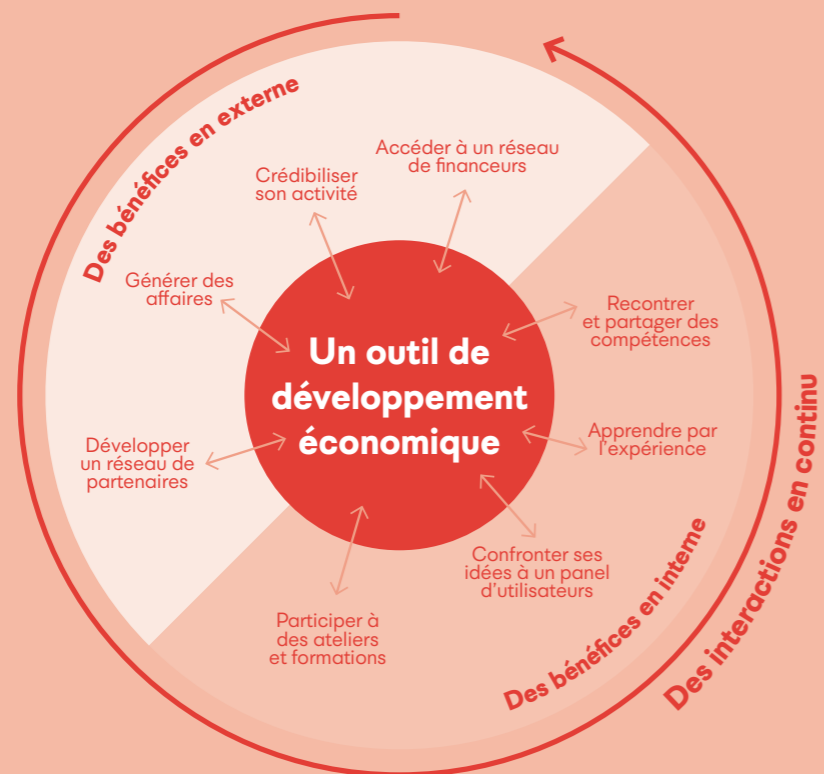 Des bénéfices en externe
Accéder à un réseau
de financeurs
Crédibiliser
son activité
Générer des
affaires
Développer
un réseau de
partenaires
Un outil de
développement
économique
Recontrer
et partager des
compétences
Apprendre par
l'expérience
Confronter ses
idées à un panel
d'utilisateurs
Participer à
des ateliers
et formations
Des bénéfices en interne
Des interactions en continu